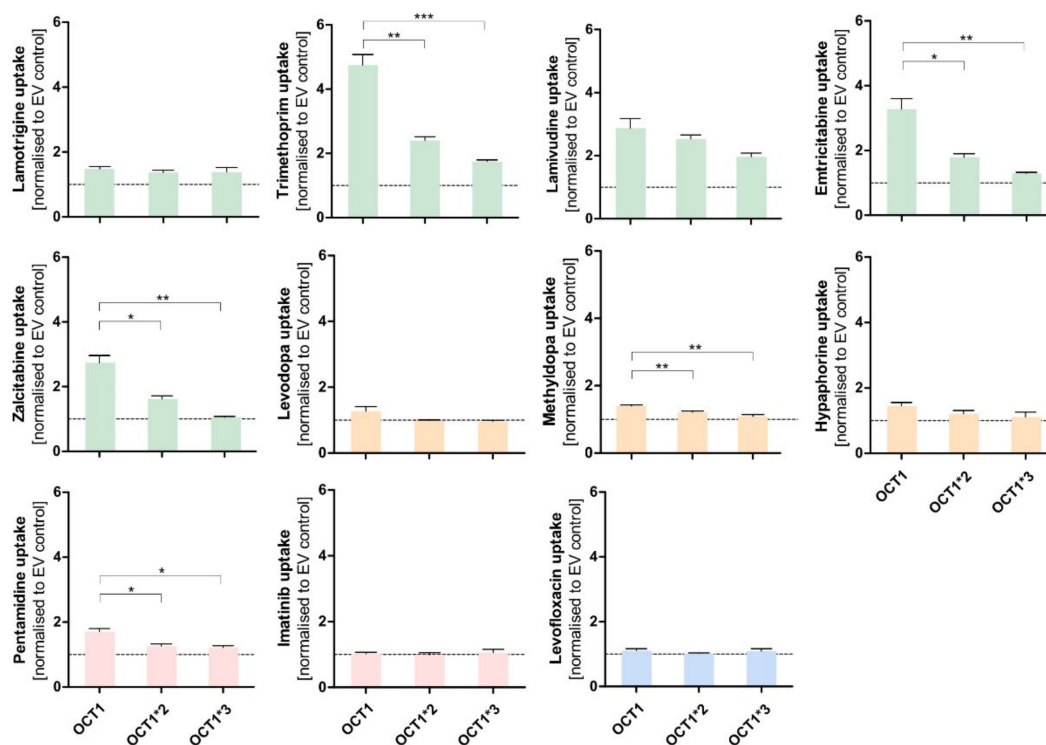 Lamotrigine uptake
[normalised to EV control]
6
4
2
0
Trimethoprim uptake
[normalised to EV control]
6
4
2
0
***
**
Lamivudine uptake
[normalised to EV control]
6
4
2
0
Emtricitabine uptake
[normalised to EV control]
6
4
2
0
**
*
Zalcitabine uptake
[normalised to EV control]
6
4
2
0
**
*
Levodopa uptake
[normalised to EV control]
6
4
2
0
Methyldopa uptake
[normalised to EV control]
6
4
2
0
**
**
Hypaphorine uptake
[normalised to EV control]
6
4
2
0
OCT1
OCT1*2
OCT1*3
Pentamidine uptake
[normalised to EV control]
6
4
2
0
*
*
OCT1
OCT1*2
OCT1*3
Imatinib uptake
[normalised to EV control]
6
4
2
0
OCT1
OCT1*2
OCT1*3
Levofloxacin uptake
[normalised to EV control]
6
4
2
0
OCT1
OCT1*2
OCT1*3